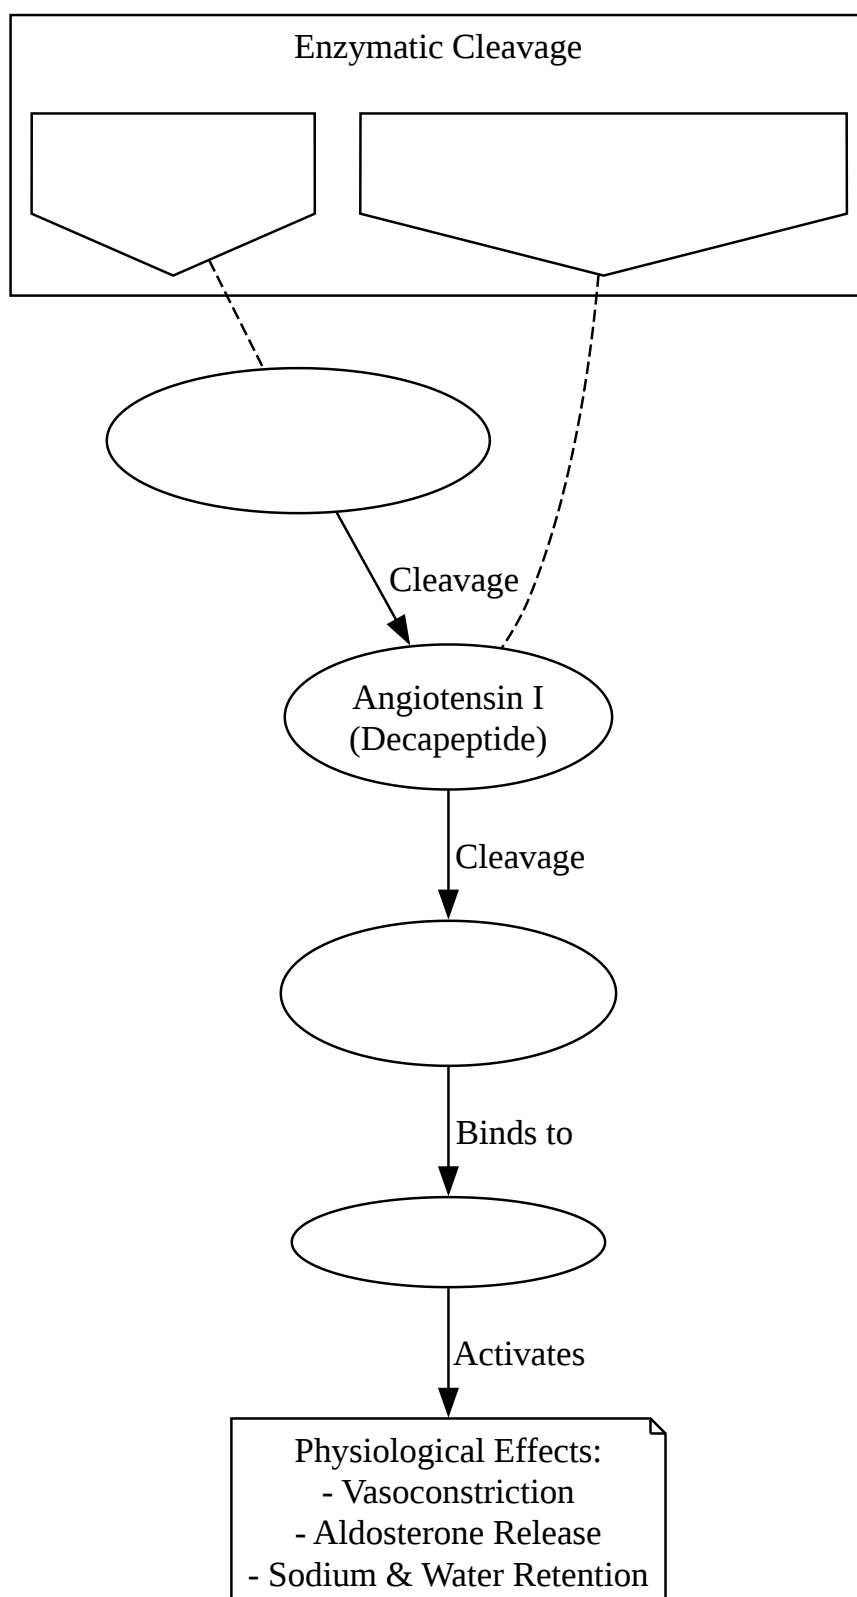 Enzymatic Cleavage
Cleavage
Angiotensin I
(Decapeptide)
Cleavage
Binds to
Activates
Physiological Effects:
- Vasoconstriction
- Aldosterone Release
- Sodium & Water Retention